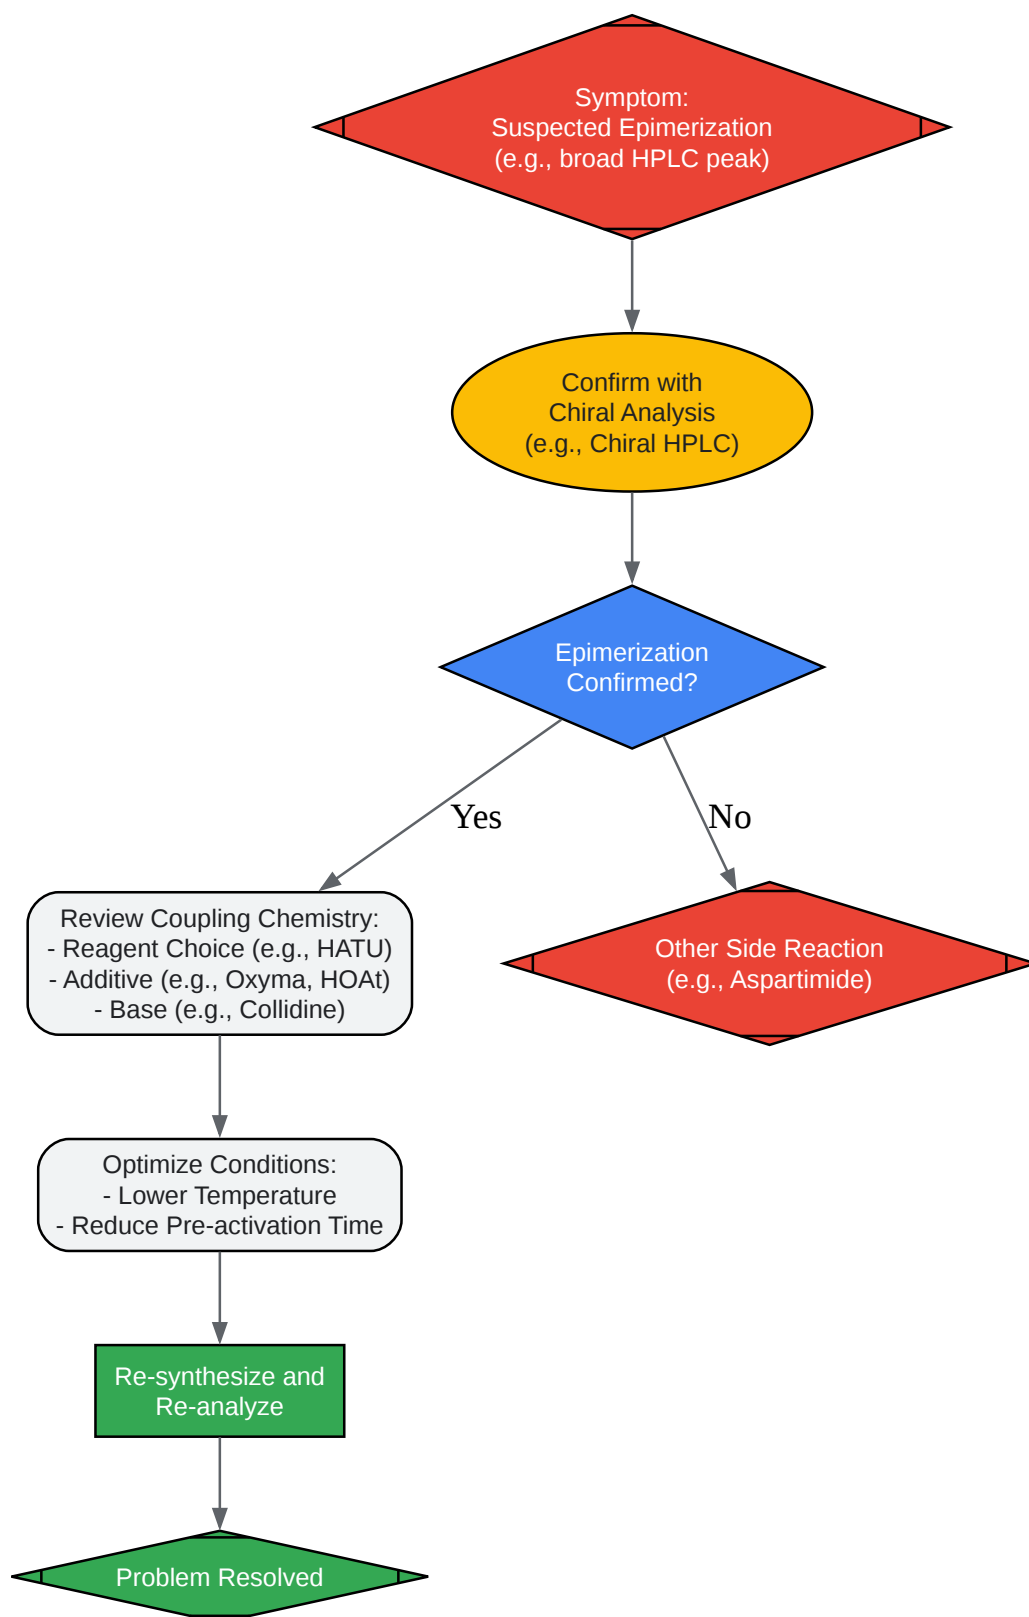 Symptom:
Suspected Epimerization
(e.g., broad HPLC peak)
Confirm with
Chiral Analysis
(e.g., Chiral HPLC)
Epimerization
Confirmed?
Yes
No
Review Coupling Chemistry:
- Reagent Choice (e.g., HATU)
- Additive (e.g., Oxyma, HOAt)
- Base (e.g., Collidine)
Other Side Reaction
(e.g., Aspartimide)
Optimize Conditions:
- Lower Temperature
- Reduce Pre-activation Time
Re-synthesize and
Re-analyze
Problem Resolved